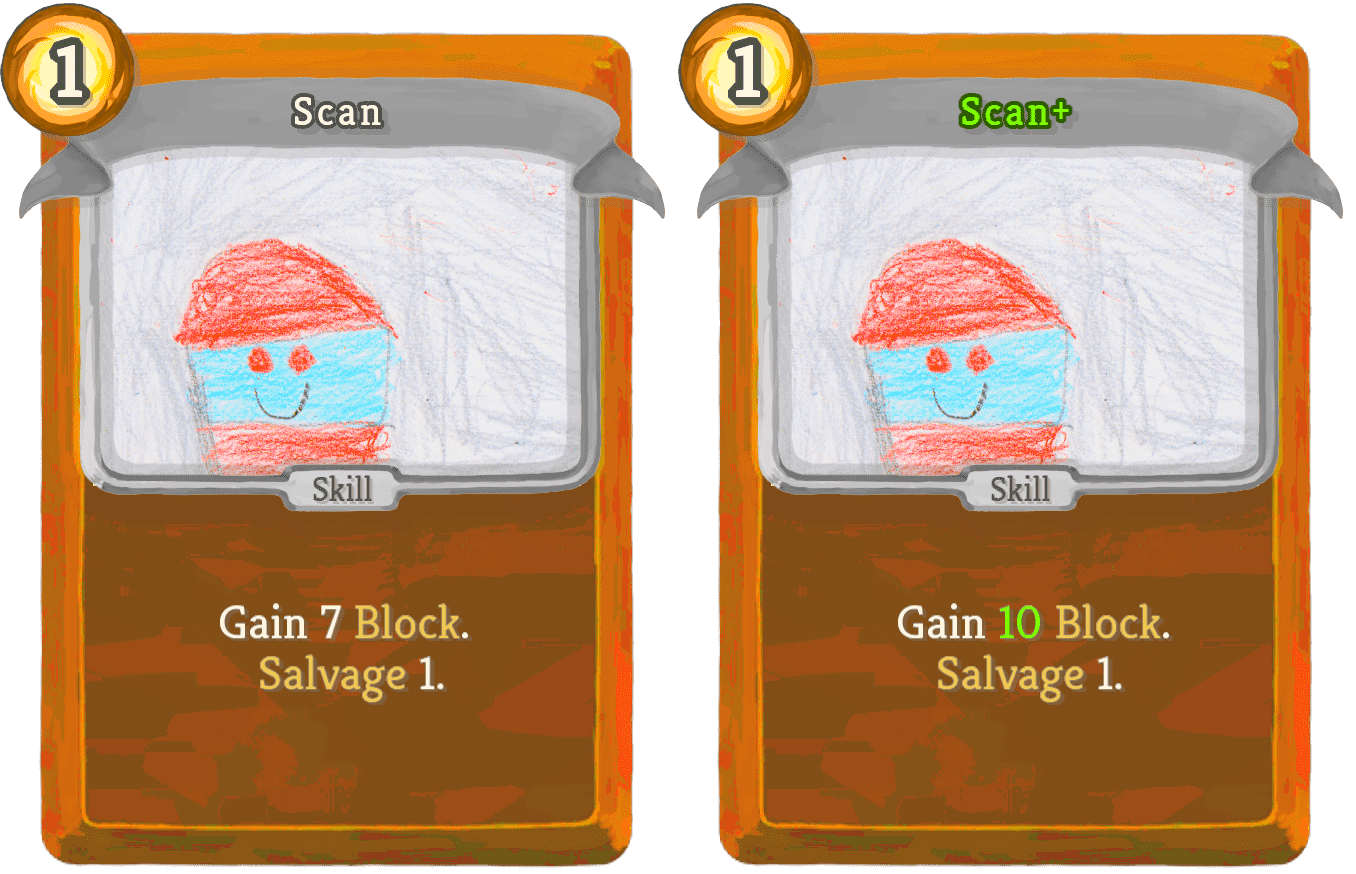 1
Scan
Skill
Gain 7 Block.
Salvage 1.
1
Scan+
Skill
Gain 10 Block.
Salvage 1.